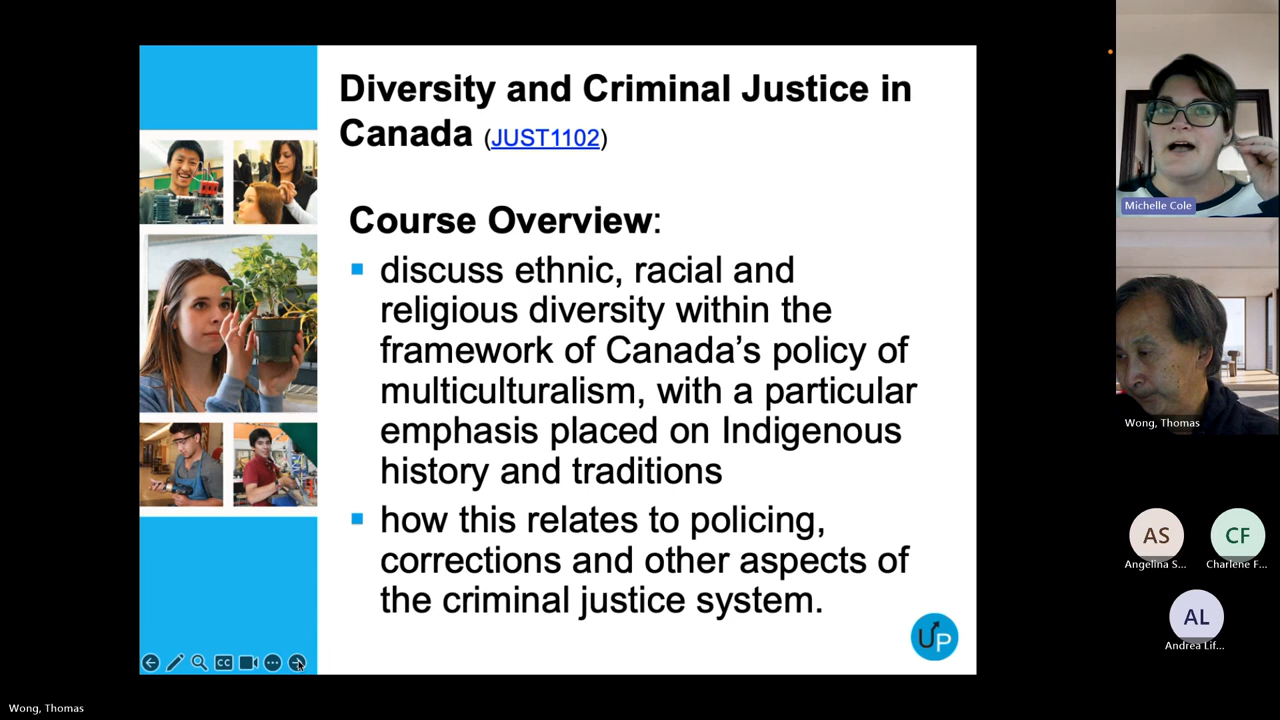 Diversity and Criminal Justice in
Canada (JUST1102)
Course Overview:
discuss ethnic, racial and
religious diversity within the
framework of Canada's policy of
multiculturalism, with a particular
emphasis placed on Indigenous
history and traditions
how this relates to policing,
corrections and other aspects of
the criminal justice system.
UP
CC
Michelle Cole
Wong, Thomas
AS
CF
Angelina S...
Charlene F...
AL
Andrea Lif...
Wong, Thomas